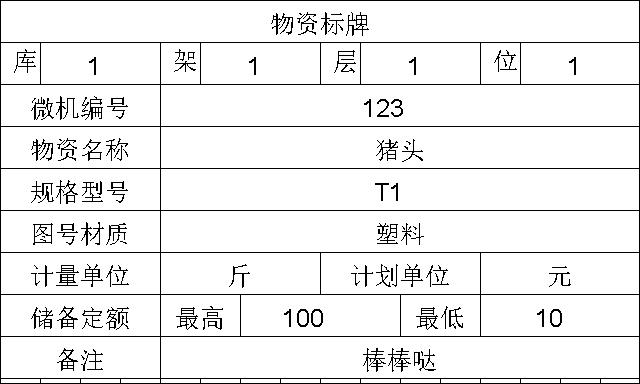 物资标牌
库 1 架 1 层 1 位 1
微机编号 123
物资名称 猪头
规格型号 T1
图号材质 塑料
计量单位 斤 计划单位 元
储备定额 最高 100 最低 10
备注 棒棒哒